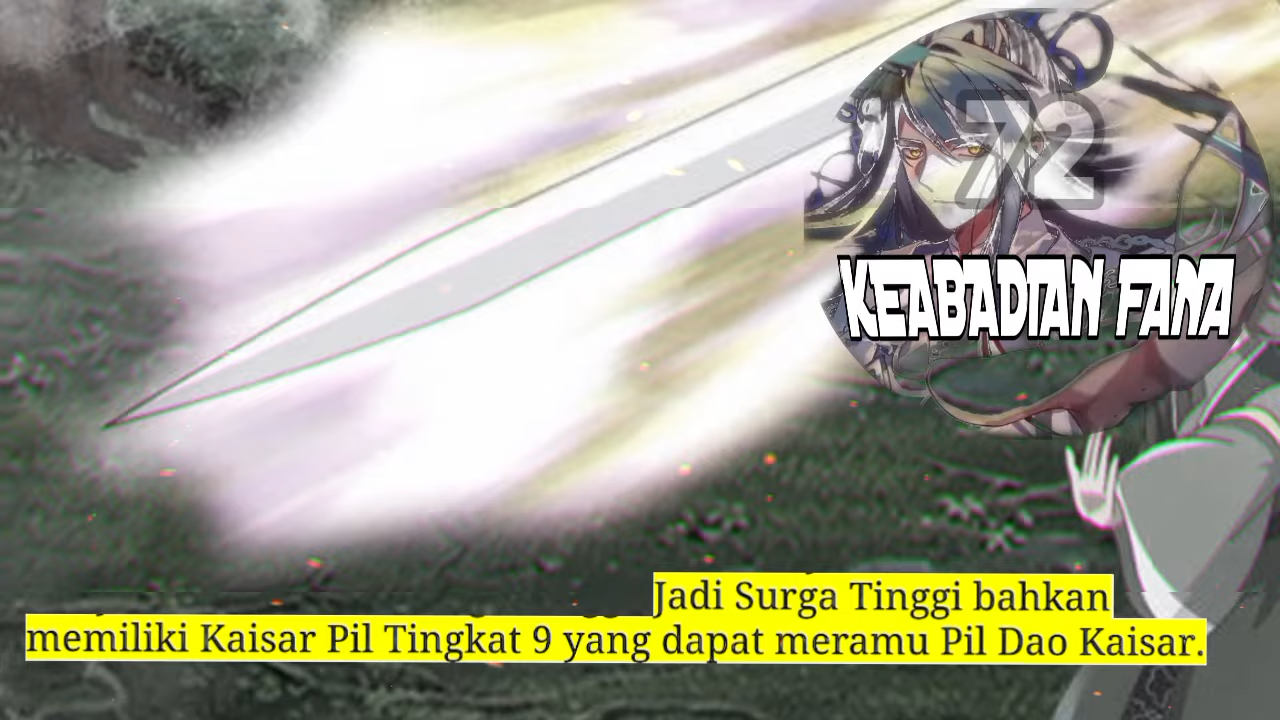 72
KEABADIAN FANA
Jadi Surga Tinggi bahkan
memiliki Kaisar Pil Tingkat 9 yang dapat meramu Pil Dao Kaisar.